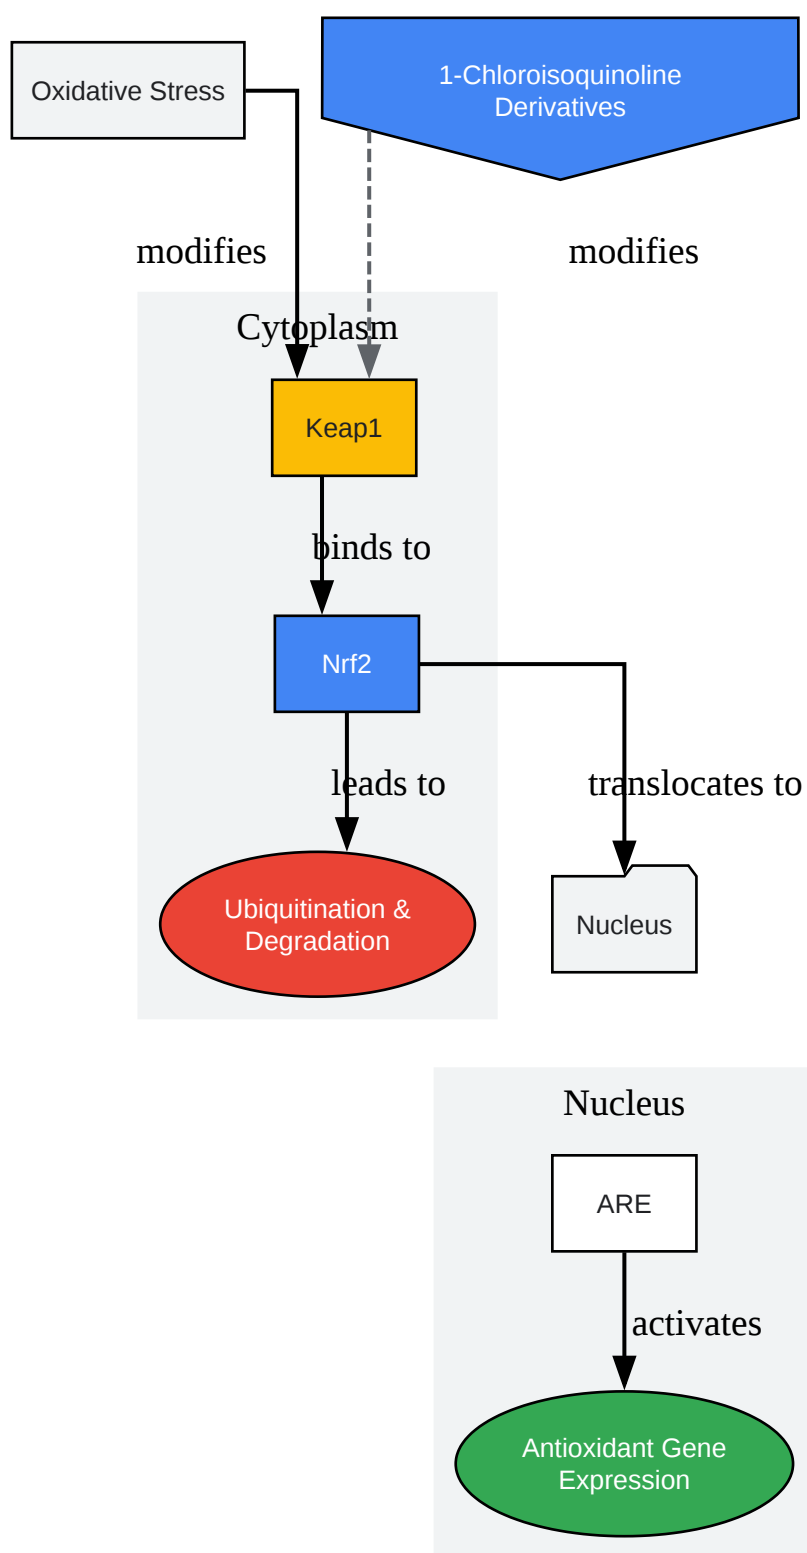 Oxidative Stress
1-Chloroisoquinoline
Derivatives
modifies
modifies
Cytoplasm
Keap1
binds to
Nrf2
leads to
translocates to
Ubiquitination &
Degradation
Nucleus
Nucleus
ARE
activates
Antioxidant Gene
Expression